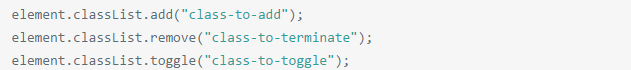 element.classList.add("class-to-add");
element.classList.remove("class-to-terminate");
element.classList.toggle("class-to-toggle");